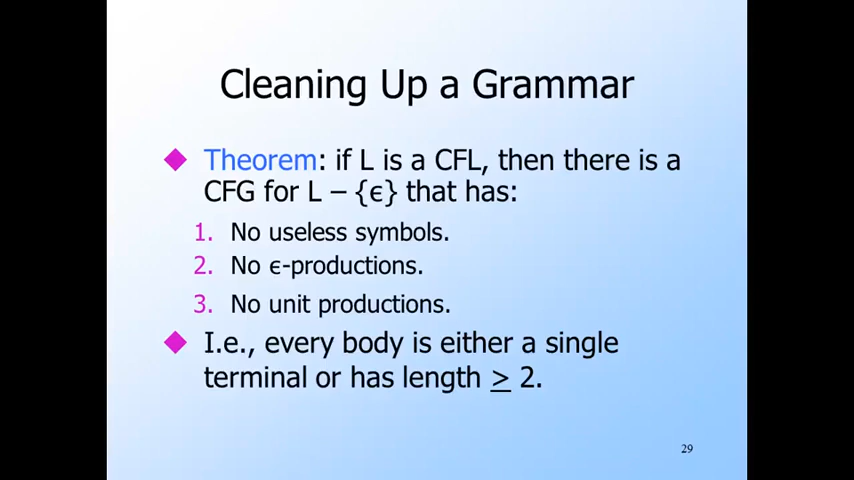 Cleaning Up a Grammar
◆ Theorem: if L is a CFL, then there is a
CFG for L – {ϵ} that has:
1. No useless symbols.
2. No ϵ-productions.
3. No unit productions.
◆ I.e., every body is either a single
terminal or has length > 2.
29